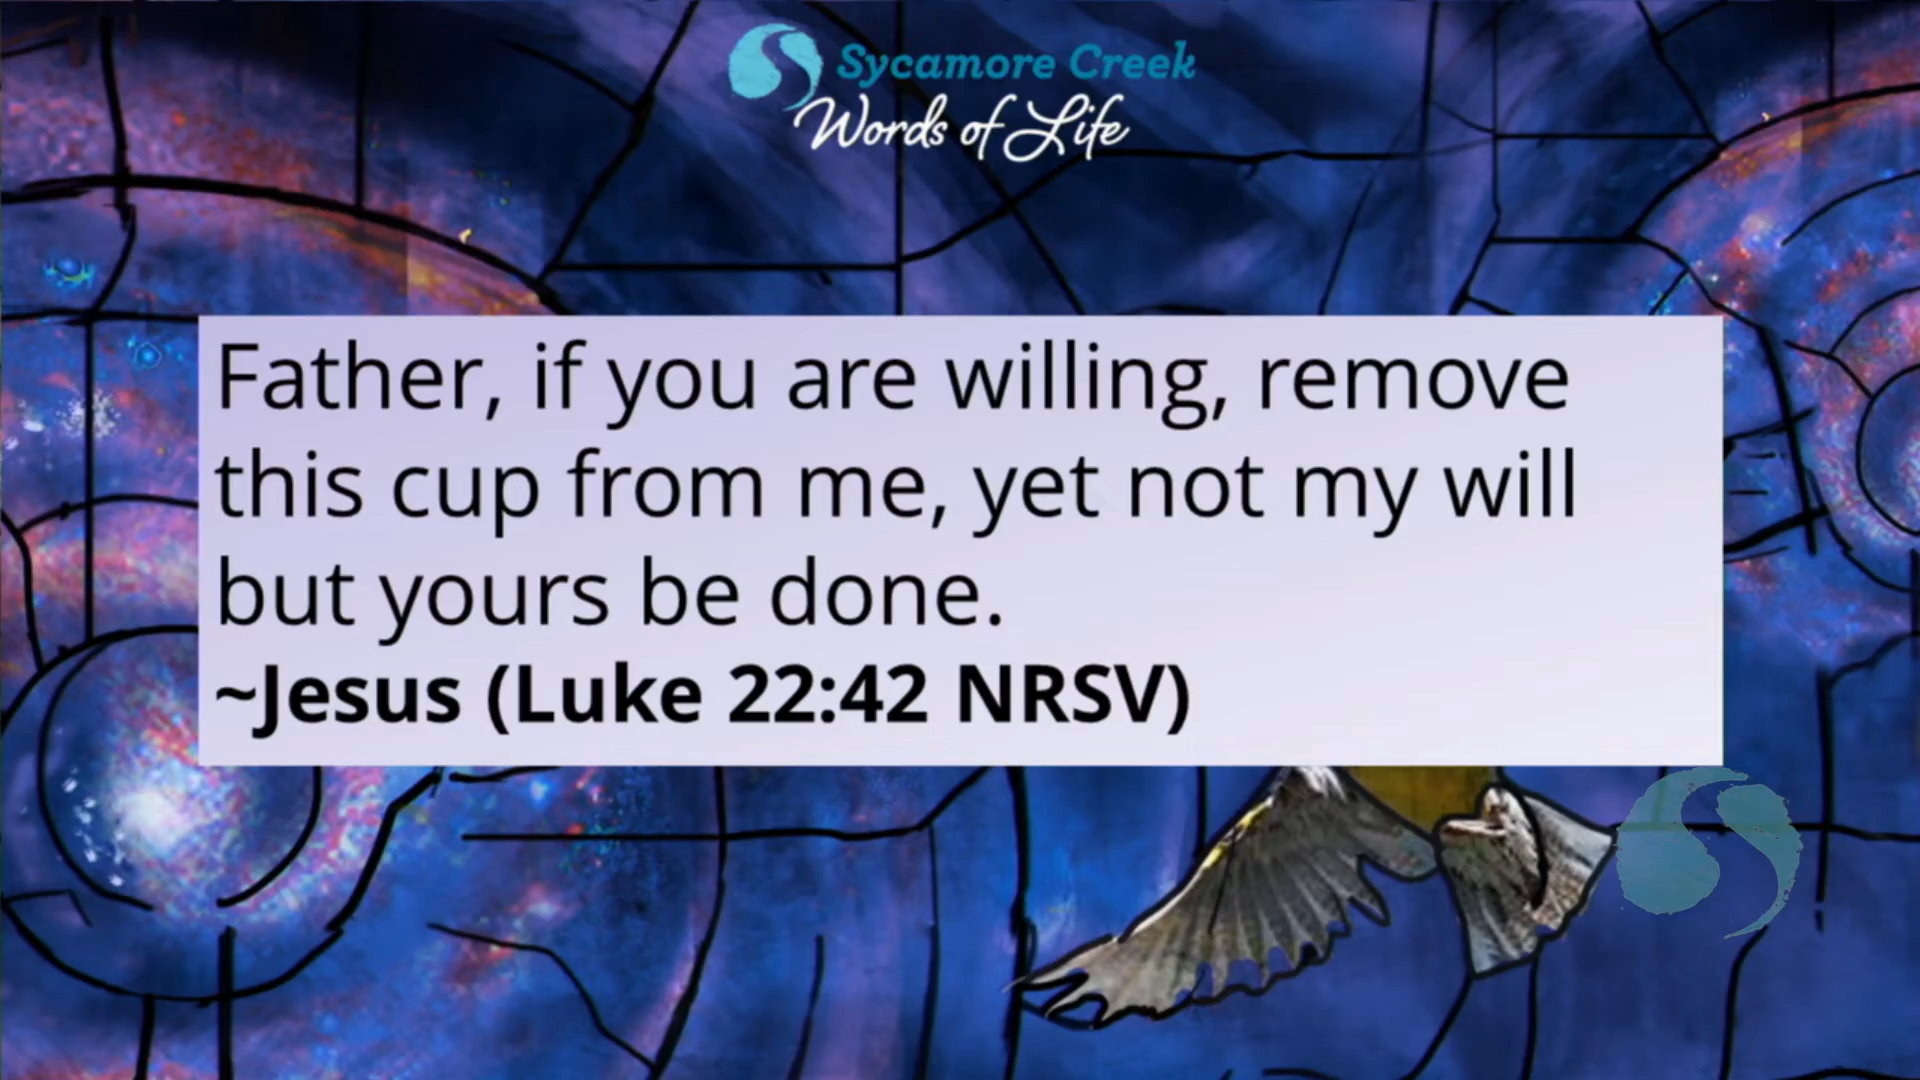 Sycamore Creek
Words of Life
Father, if you are willing, remove
this cup from me, yet not my will
but yours be done.
~Jesus (Luke 22:42 NRSV)